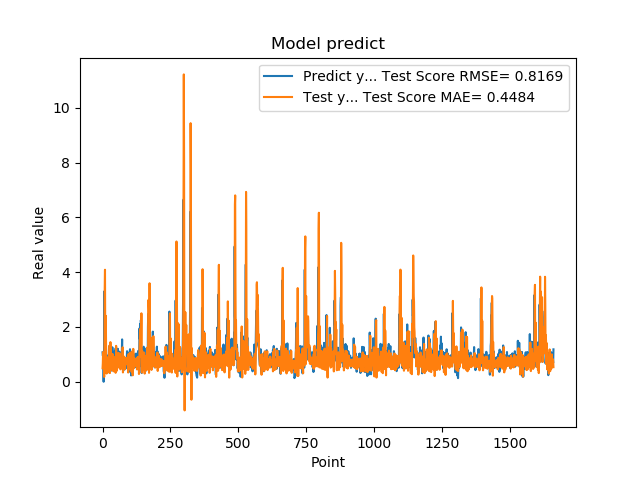 Model predict
Predict y... Test Score RMSE= 0.8169
Test y... Test Score MAE= 0.4484
Real value
10
8
6
4
2
0
0 250 500 750 1000 1250 1500
Point